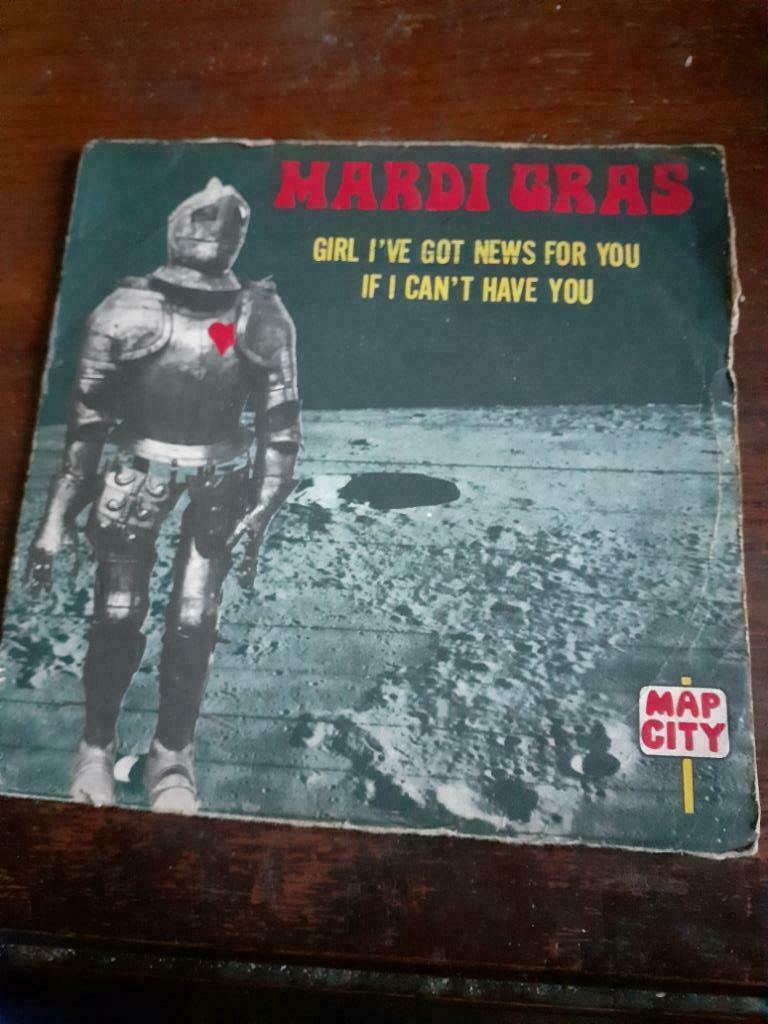 MARDI GRAS
GIRL I'VE GOT NEWS FOR YOU
IF I CAN'T HAVE YOU
MAP
CITY